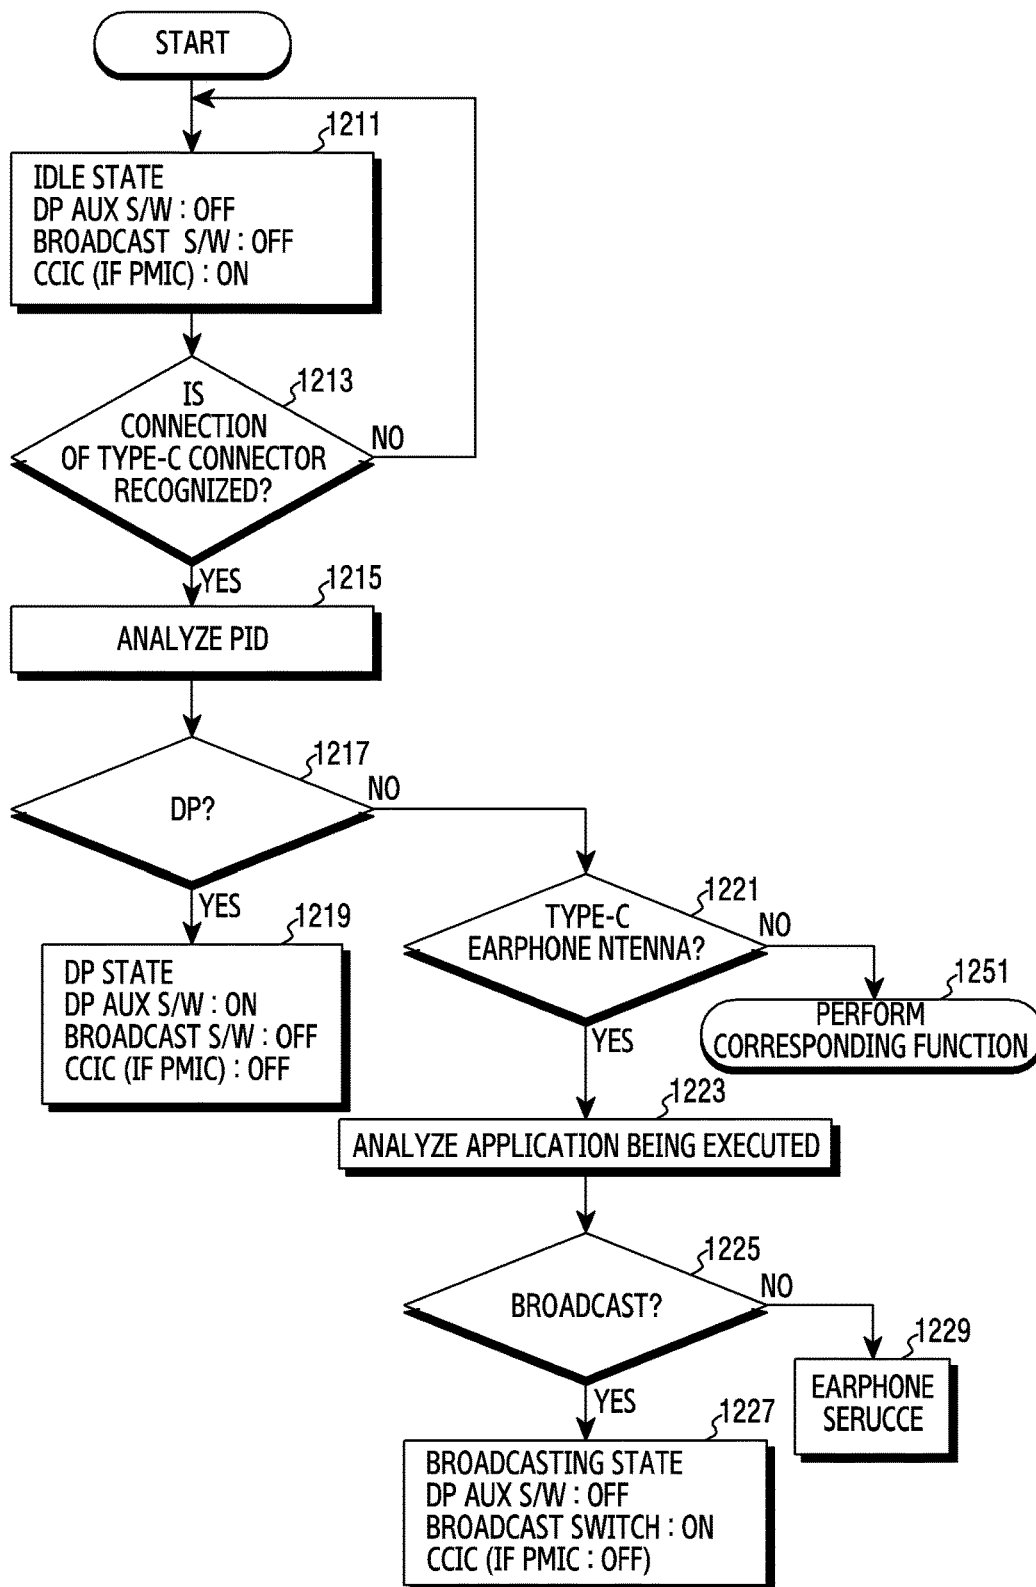 START
1211
IDLE STATE
DP AUX S/W : OFF
BROADCAST S/W : OFF
CCIC (IF PMIC) : ON
1213
IS
CONNECTION
OF TYPE-C CONNECTOR
RECOGNIZED?
NO
YES
1215
ANALYZE PID
1217
DP?
NO
YES
1219
DP STATE
DP AUX S/W : ON
BROADCAST S/W : OFF
CCIC (IF PMIC) : OFF
1221
TYPE-C
EARPHONE NTENNA?
NO
YES
1251
PERFORM
CORRESPONDING FUNCTION
1223
ANALYZE APPLICATION BEING EXECUTED
1225
BROADCAST?
NO
YES
1229
EARPHONE
SERUCCE
1227
BROADCASTING STATE
DP AUX S/W : OFF
BROADCAST SWITCH : ON
CCIC (IF PMIC : OFF)